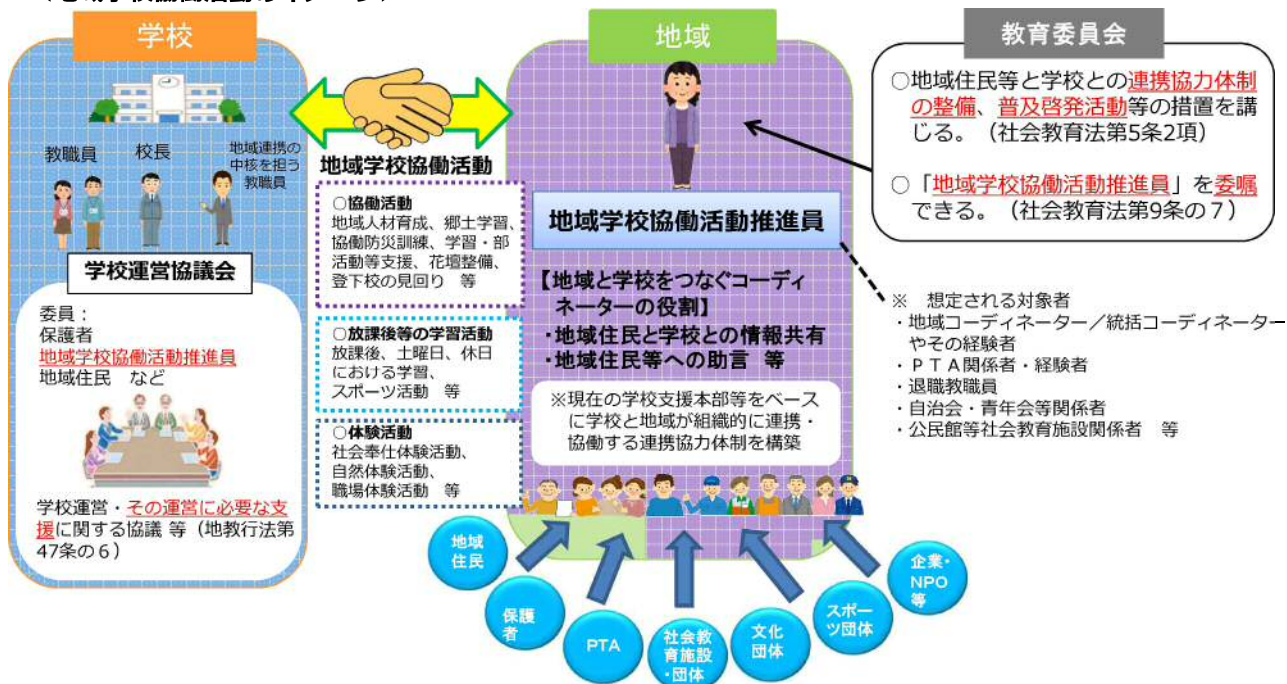 学校
教職員
校長
地域連携の
中核を担う
教職員
学校運営協議会
委員：
保護者
地域学校協働活動推進員
地域住民　など
学校運営・その運営に必要な支
援に関する協議 等（地教行法第
47条の６）
地域学校協働活動
○協働活動
地域人材育成、郷土学習、
協働防災訓練、学習・部
活動等支援、花壇整備、
登下校の見回り　等
○放課後等の学習活動
放課後、土曜日、休日
における学習、
スポーツ活動　等
○体験活動
社会奉仕体験活動、
自然体験活動、
職場体験活動　等
地域
地域学校協働活動推進員
【地域と学校をつなぐコーディ
ネーターの役割】
・地域住民と学校との情報共有
・地域住民等への助言　等
※現在の学校支援本部等をベース
に学校と地域が組織的に連携・
協働する連携協力体制を構築
地域
住民
保護
者
PTA
社会教
育施設
・団体
文化
団体
スポー
ツ団体
企業・
NPO
等
教育委員会
○地域住民等と学校との連携協力体制
の整備、普及啓発活動等の措置を講
じる。（社会教育法第5条2項）
○「地域学校協働活動推進員」を委嘱
できる。（社会教育法第9条の７）
※　想定される対象者
・地域コーディネーター／統括コーディネーター
やその経験者
・ＰＴＡ関係者・経験者
・退職教職員
・自治会・青年会等関係者
・公民館等社会教育施設関係者　等